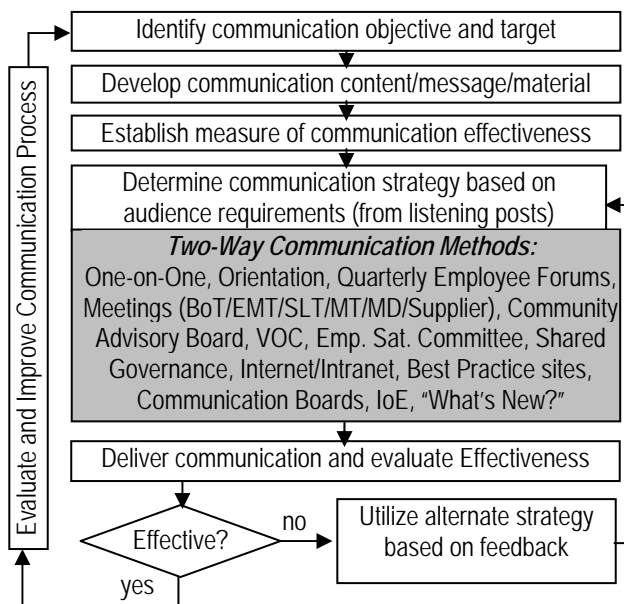 Identify communication objective and target
Develop communication content/message/material
Establish measure of communication effectiveness
Determine communication strategy based on
audience requirements (from listening posts)
Two-Way Communication Methods:
One-on-One, Orientation, Quarterly Employee Forums,
Meetings (BoT/EMT/SLT/MT/MD/Supplier), Community
Advisory Board, VOC, Emp. Sat. Committee, Shared
Governance, Internet/Intranet, Best Practice sites,
Communication Boards, IoE, “What’s New?”
Deliver communication and evaluate Effectiveness
Effective?
no
Utilize alternate strategy
based on feedback
yes
Evaluate and Improve Communication Process